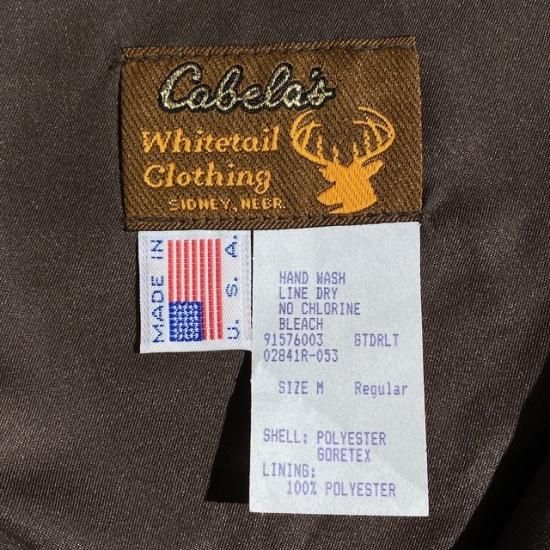 Cabela's
Whitetail
Clothing
SIDNEY, NEBR.
MADE IN
U. S. A.
HAND WASH
LINE DRY
NO CHLORINE
BLEACH
91576003 GTDRLT
02841R-053
SIZE M Regular
SHELL: POLYESTER
GORETEX
LINING:
100% POLYESTER